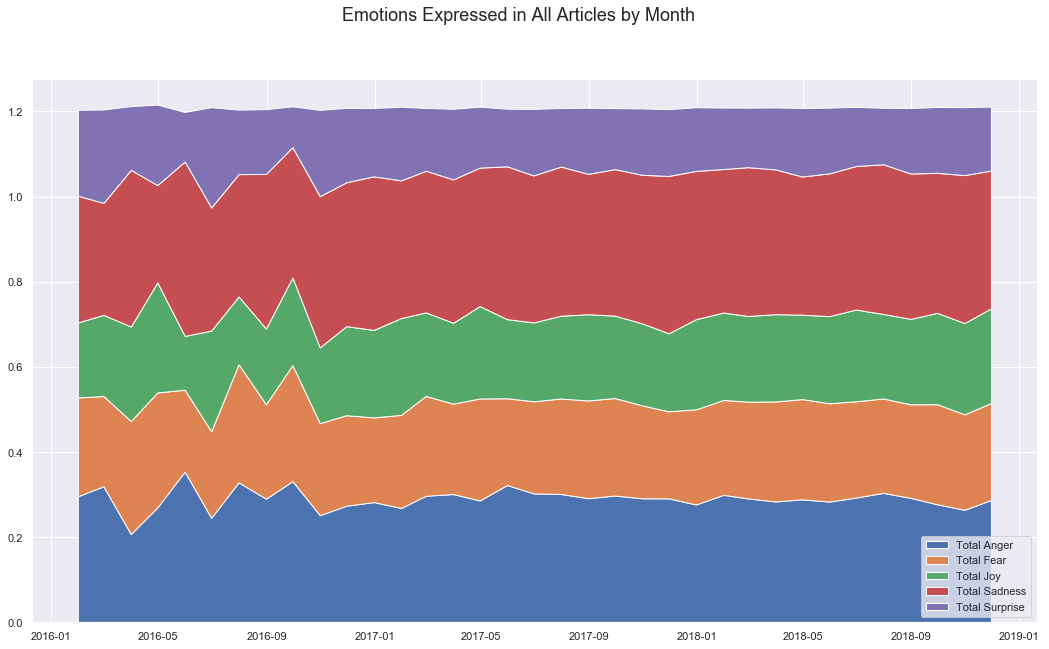 Emotions Expressed in All Articles by Month
1.2
1.0
0.8
0.6
0.4
0.2
0.0
Total Anger
Total Fear
Total Joy
Total Sadness
Total Surprise
2016-01 2016-05 2016-09 2017-01 2017-05 2017-09 2018-01 2018-05 2018-09 2019-01